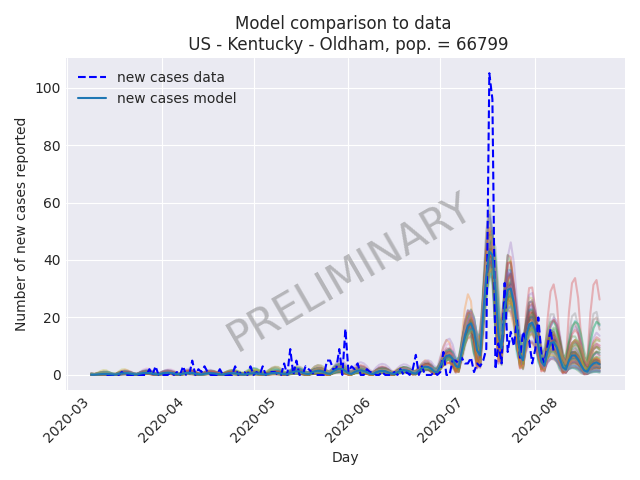 Model comparison to data
US - Kentucky - Oldham, pop. = 66799
new cases data
new cases model
Number of new cases reported
100
80
60
40
20
0
PRELIMINARY
2020-03
2020-04
2020-05
2020-06
2020-07
2020-08
Day